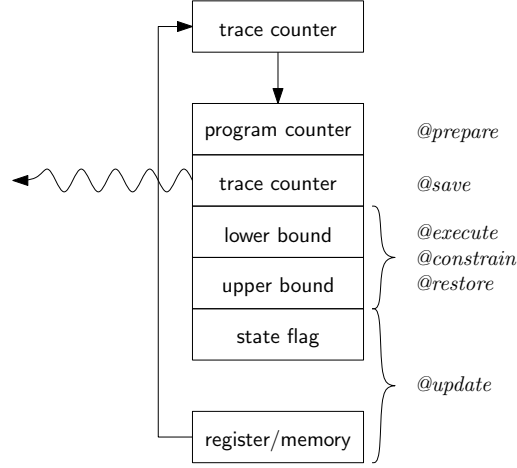 trace counter
program counter @prepare
trace counter @save
lower bound @execute
@constrain
upper bound @restore
state flag
@update
register/memory